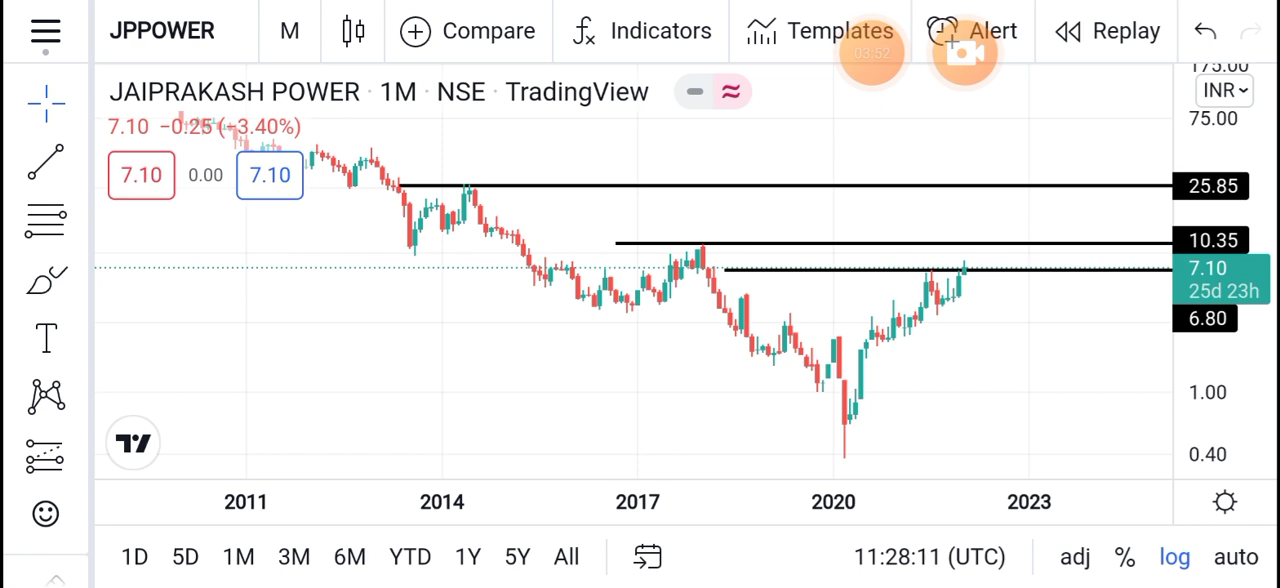 JPPOWER M Compare Indicators Templates Alert Replay
03:52
JAIPRAKASH POWER · 1M · NSE · TradingView
7.10 −0.25 (−3.40%)
7.10 0.00 7.10
175.00
INR
75.00
25.85
10.35
7.10
25d 23h
6.80
1.00
0.40
2011 2014 2017 2020 2023
1D 5D 1M 3M 6M YTD 1Y 5Y All 11:28:11 (UTC) adj % log auto